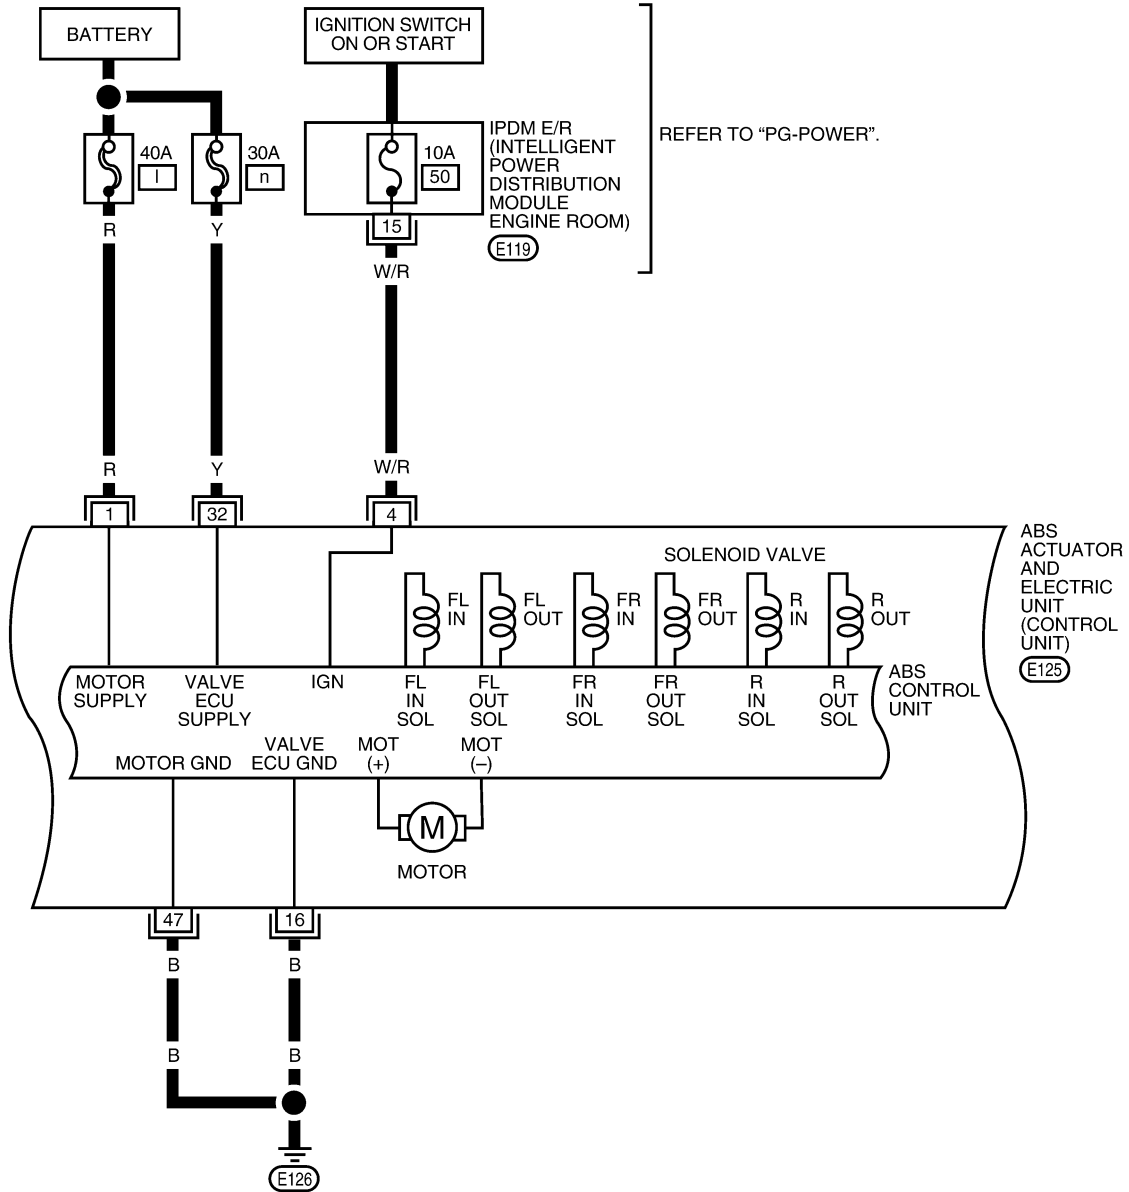 BATTERY
IGNITION SWITCH
ON OR START
40A
l
30A
n
10A
50
15
IPDM E/R
(INTELLIGENT
POWER
DISTRIBUTION
MODULE
ENGINE ROOM)
E119
REFER TO “PG-POWER”.
R
Y
W/R
R
Y
W/R
1
32
4
ABS
ACTUATOR
AND
ELECTRIC
UNIT
(CONTROL
UNIT)
E125
SOLENOID VALVE
FL
IN
FL
OUT
FR
IN
FR
OUT
R
IN
R
OUT
MOTOR
SUPPLY
VALVE
ECU
SUPPLY
IGN
FL
IN
SOL
FL
OUT
SOL
FR
IN
SOL
FR
OUT
SOL
R
IN
SOL
R
OUT
SOL
ABS
CONTROL
UNIT
MOTOR GND
VALVE
ECU GND
MOT
(+)
MOT
(–)
M
MOTOR
47
16
B
B
B
B
E126